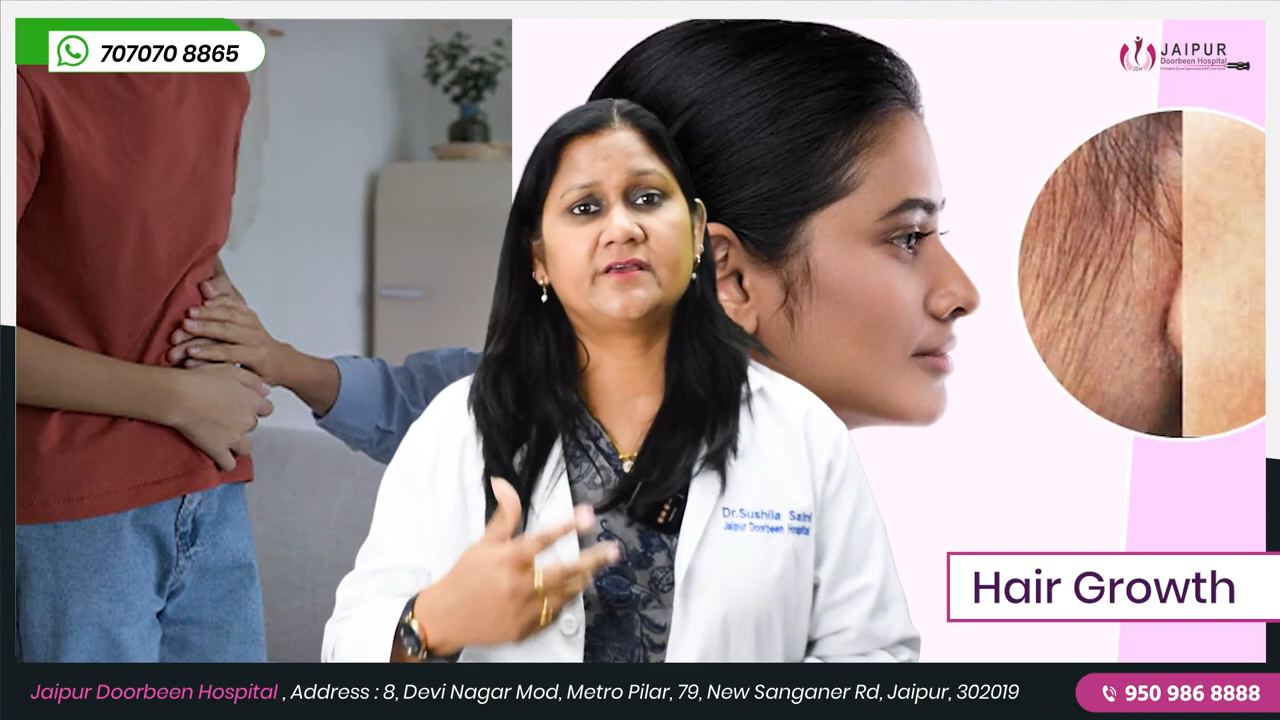 707070 8865
JAIPUR
Doorbeen Hospital
JDH
Dr.Sushila Saini
Jaipur Doorbeen Hospital
Hair Growth
Jaipur Doorbeen Hospital , Address : 8, Devi Nagar Mod, Metro Pilar, 79, New Sanganer Rd, Jaipur, 302019
950 986 8888